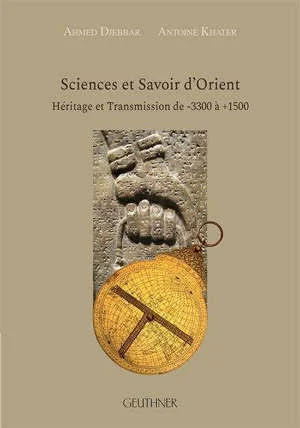 AHMED DJEBBAR ANTOINE KHATER
Sciences et Savoir d'Orient
Héritage et Transmission de -3300 à +1500
GEUTHNER